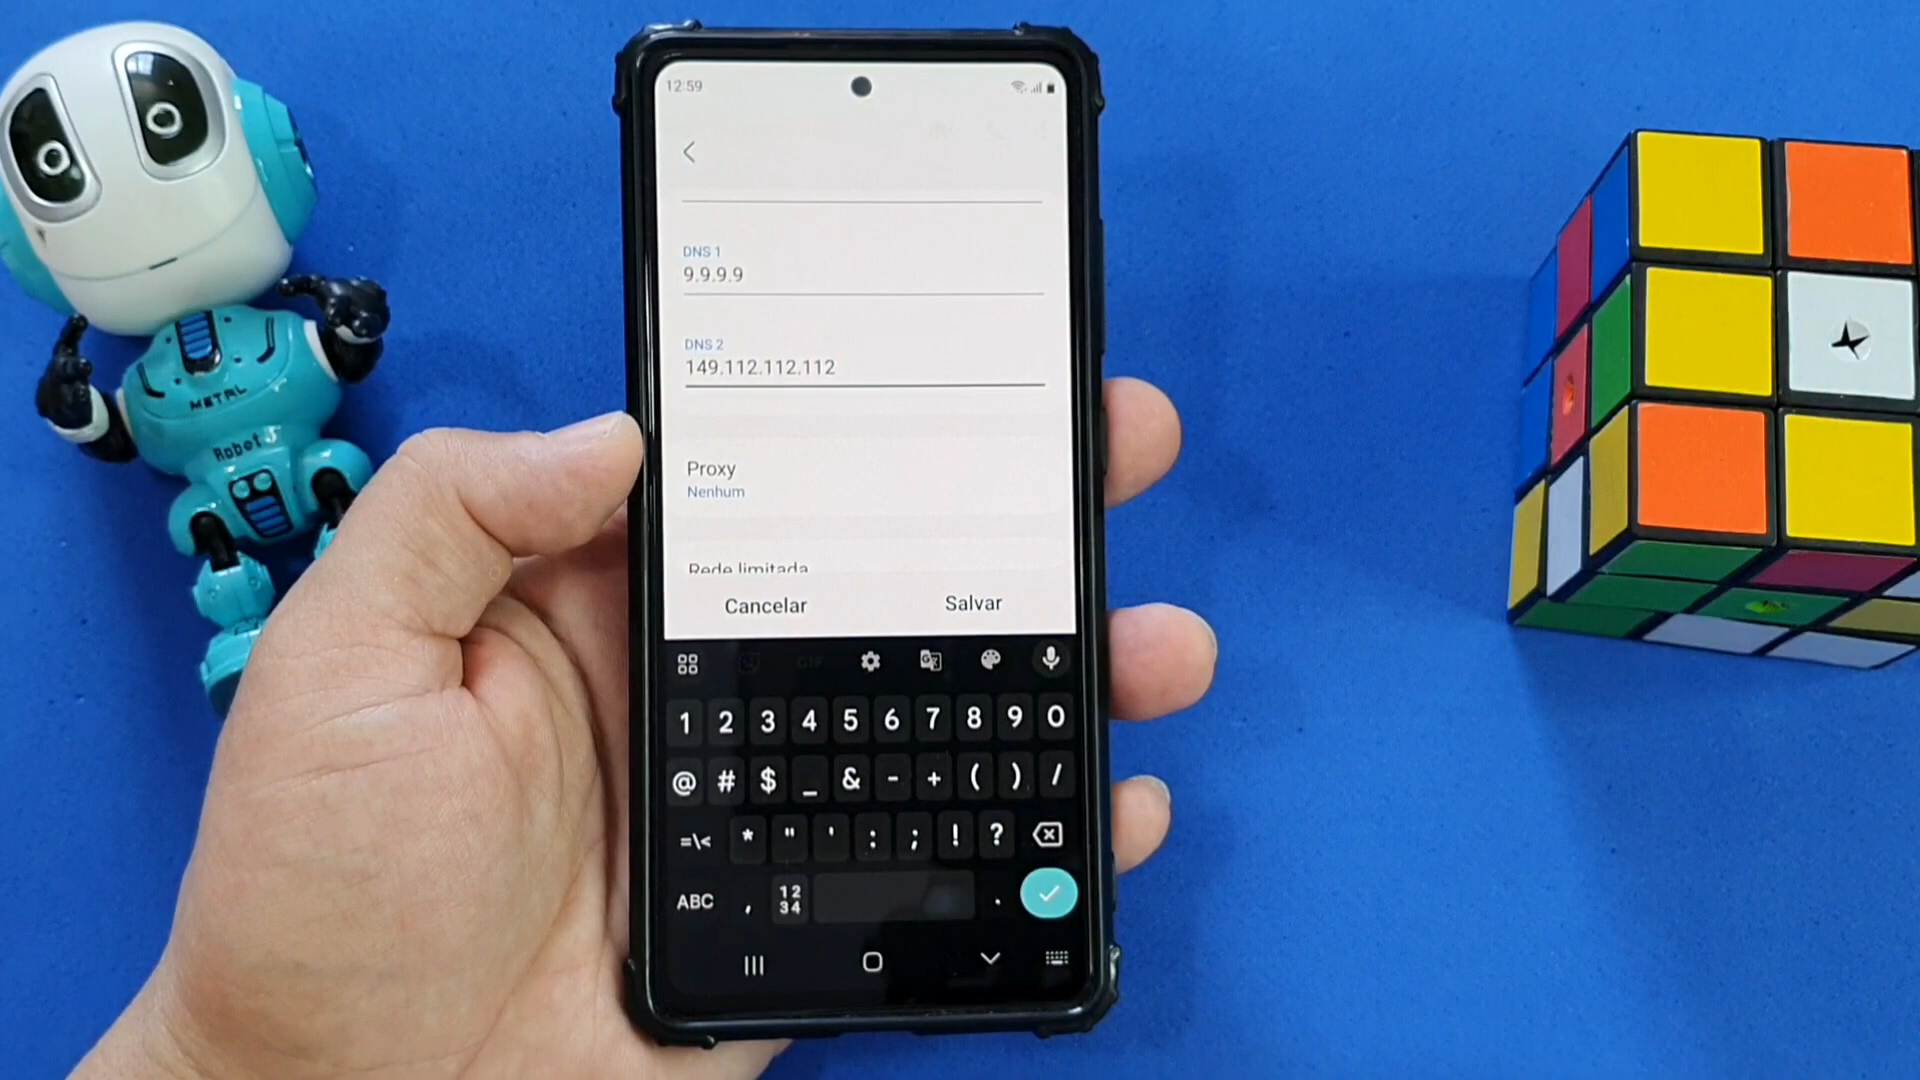 12:59
DNS 1
9.9.9.9
DNS 2
149.112.112.112
Proxy
Nenhum
Rede limitada
Cancelar
Salvar
GIF
1 2 3 4 5 6 7 8 9 0
@ # $ _ & - + ( ) /
=\< * " ' : ; ! ?
ABC , 12 34 .
METAL
Robot